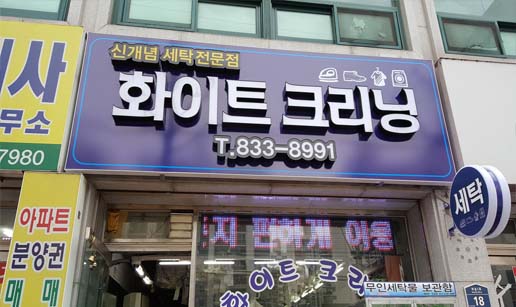 신개념 세탁전문점
화이트 크리닝
T.833-8991
사
무소
7980
아파트
분양권
매 매
세탁
지 편하게 이용
화이트 크리
무인세탁물 보관함
18